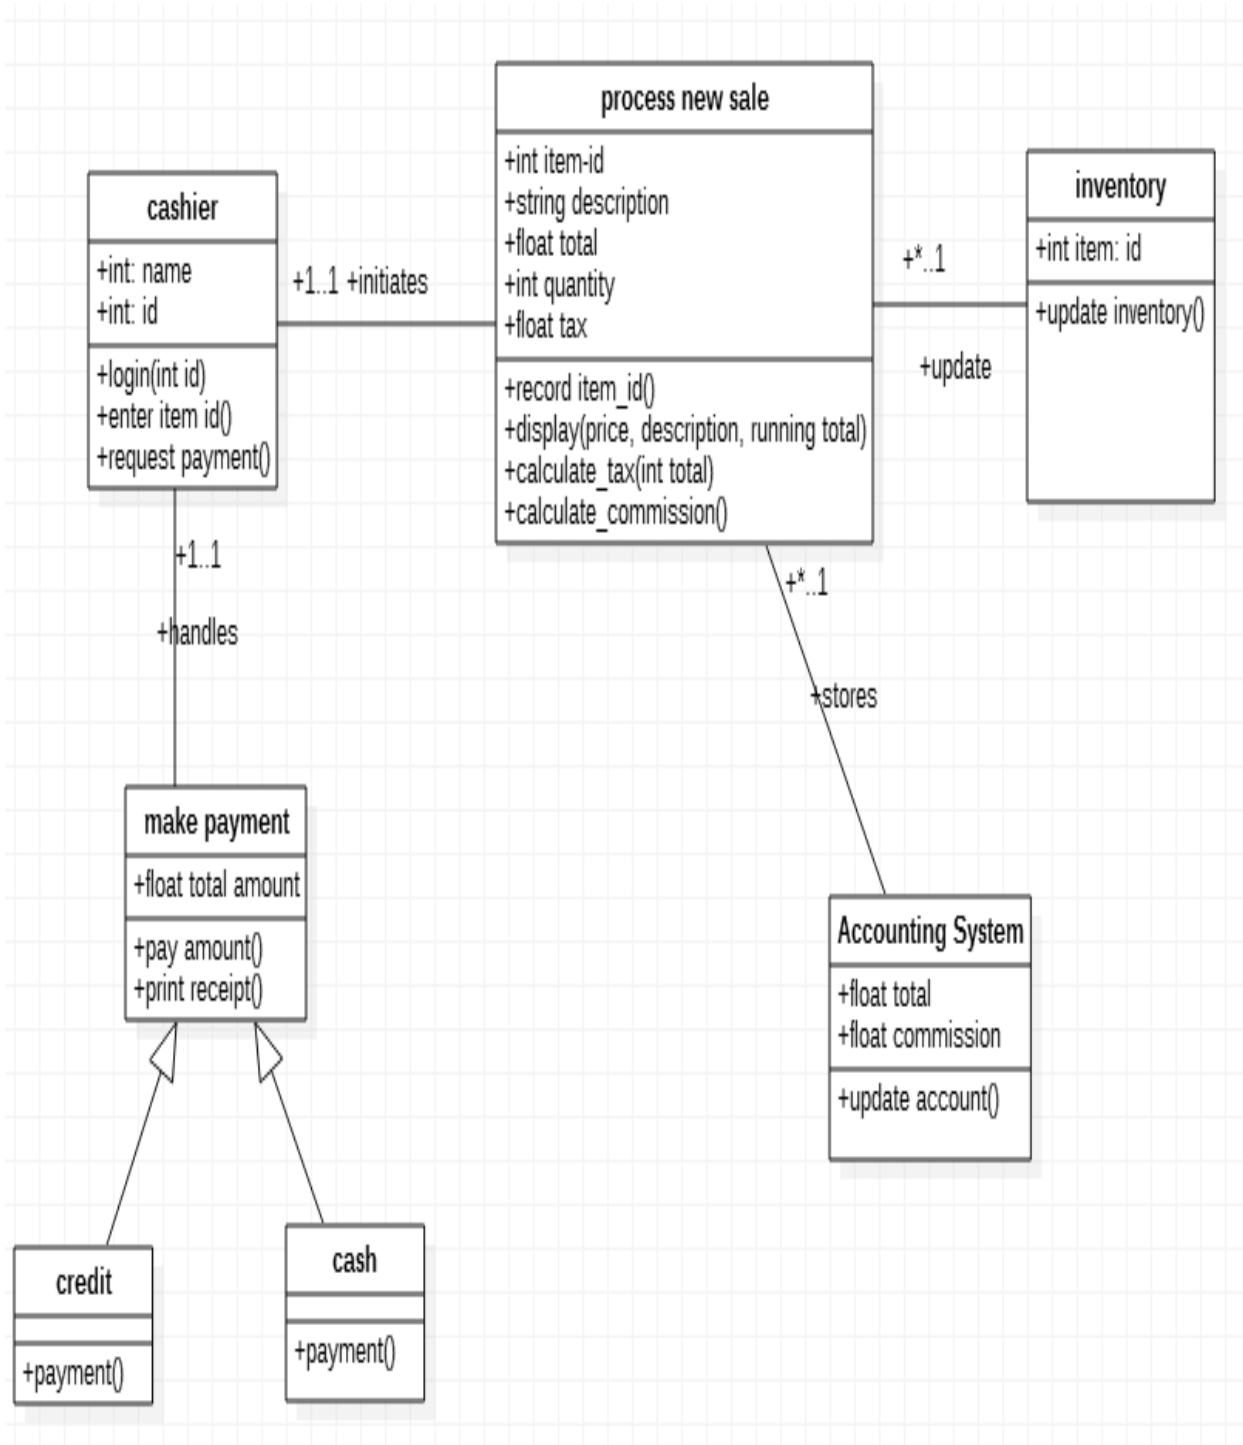 process new sale
+int item-id
+string description
+float total
+int quantity
+float tax
+record item_id()
+display(price, description, running total)
+calculate_tax(int total)
+calculate_commission()
cashier
+int: name
+int: id
+login(int id)
+enter item id()
+request payment()
+1..1 +initiates
inventory
+int item: id
+update inventory()
+*..1
+update
+1..1
+handles
+*..1
+stores
make payment
+float total amount
+pay amount()
+print receipt()
Accounting System
+float total
+float commission
+update account()
credit
+payment()
cash
+payment()